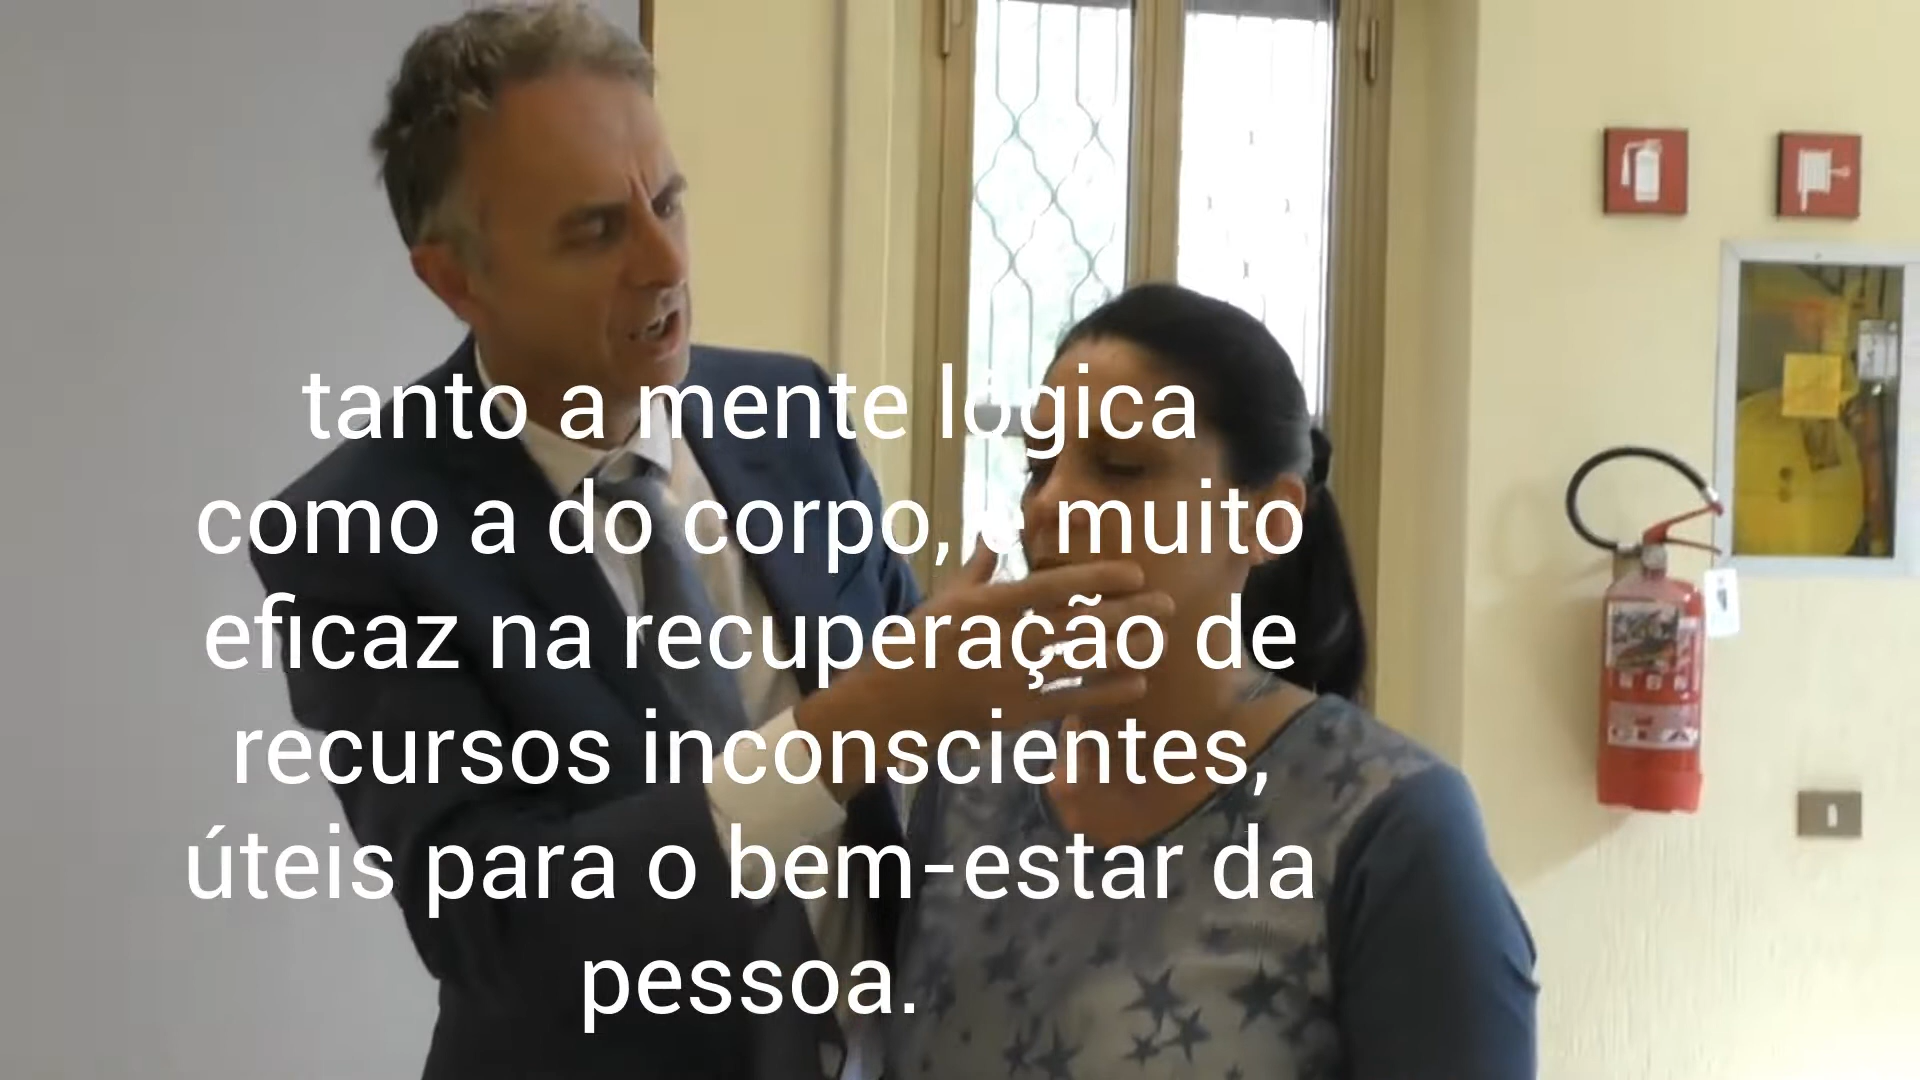 tanto a mente lógica
como a do corpo, é muito
eficaz na recuperação de
recursos inconscientes,
úteis para o bem-estar da
pessoa.